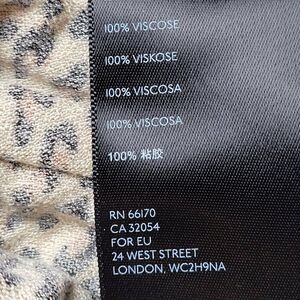 100% VISCOSE
100% VISKOSE
100% VISCOSA
100% VISCOSA
100% 粘胶
RN 66170
CA 32054
FOR EU
24 WEST STREET
LONDON, WC2H9NA